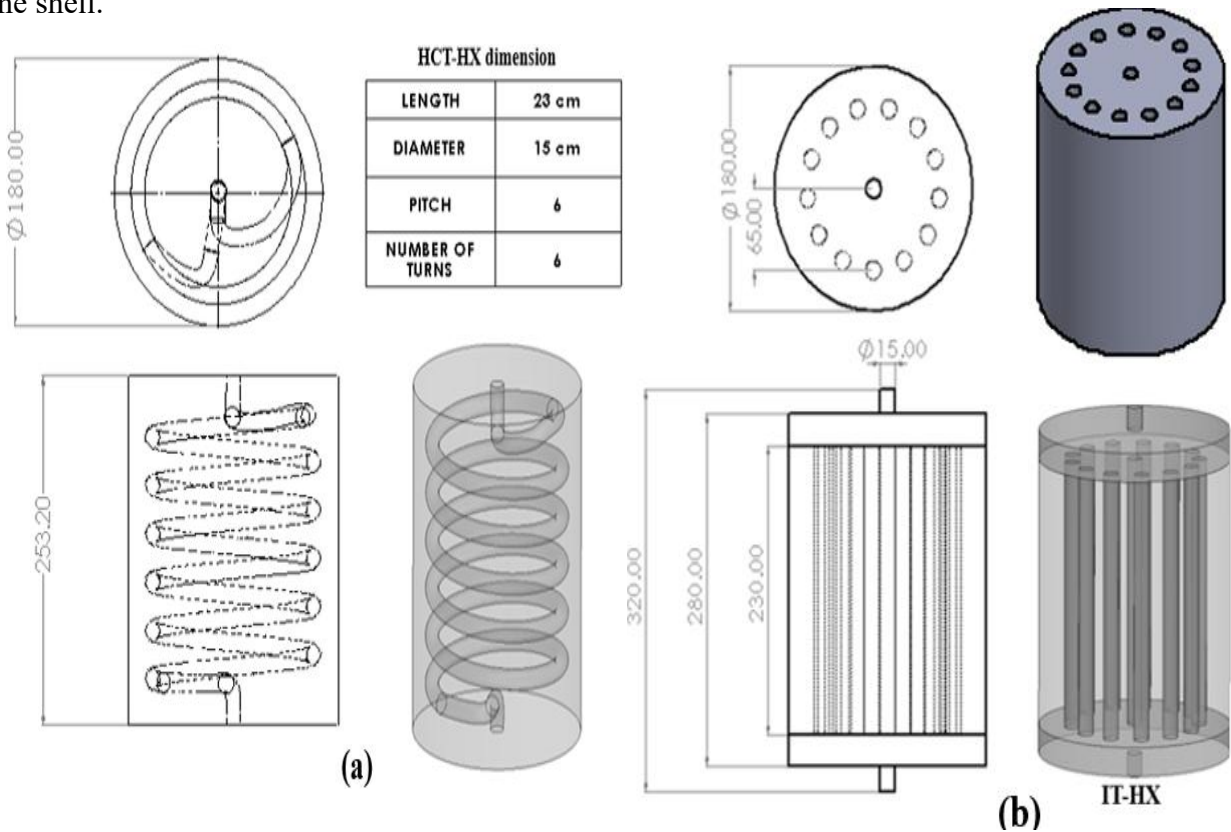 he shell.
HCT-HX dimension
LENGTH 23 cm
DIAMETER 15 cm
PITCH 6
NUMBER OF
TURNS 6
Ø180.00
253.20
(a)
Ø180.00
65.00
Ø15.00
320.00
280.00
230.00
IT-HX
(b)